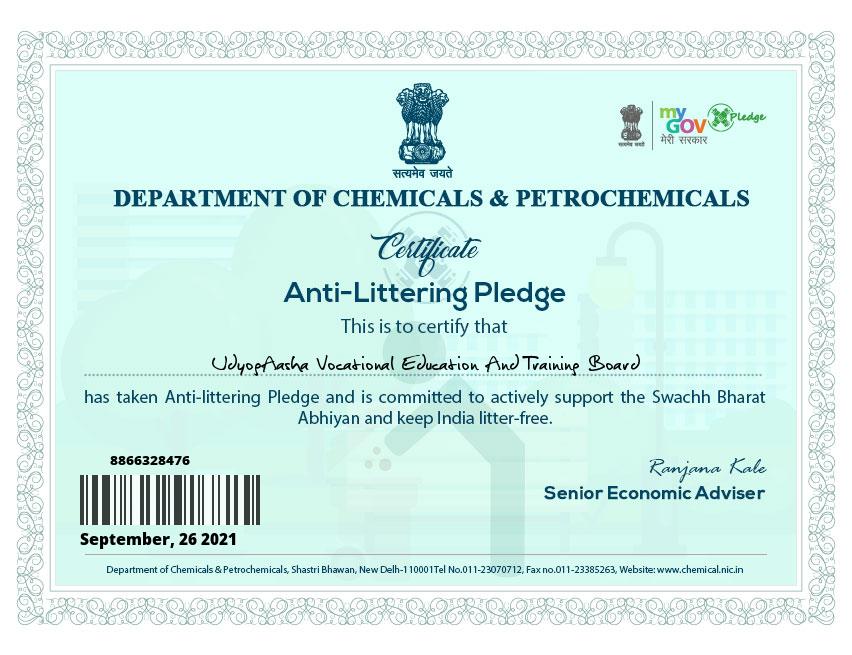 सत्यमेव जयते
सत्यमेव जयते
my
GOV
मेरी सरकार
Pledge
DEPARTMENT OF CHEMICALS & PETROCHEMICALS
Certificate
Anti-Littering Pledge
This is to certify that
UdyogAasha Vocational Education And Training Board
has taken Anti-littering Pledge and is committed to actively support the Swachh Bharat
Abhiyan and keep India litter-free.
8866328476
September, 26 2021
Ranjana Kale
Senior Economic Adviser
Department of Chemicals & Petrochemicals, Shastri Bhawan, New Delh-110001Tel No.011-23070712, Fax no.011-23385263, Website: www.chemical.nic.in